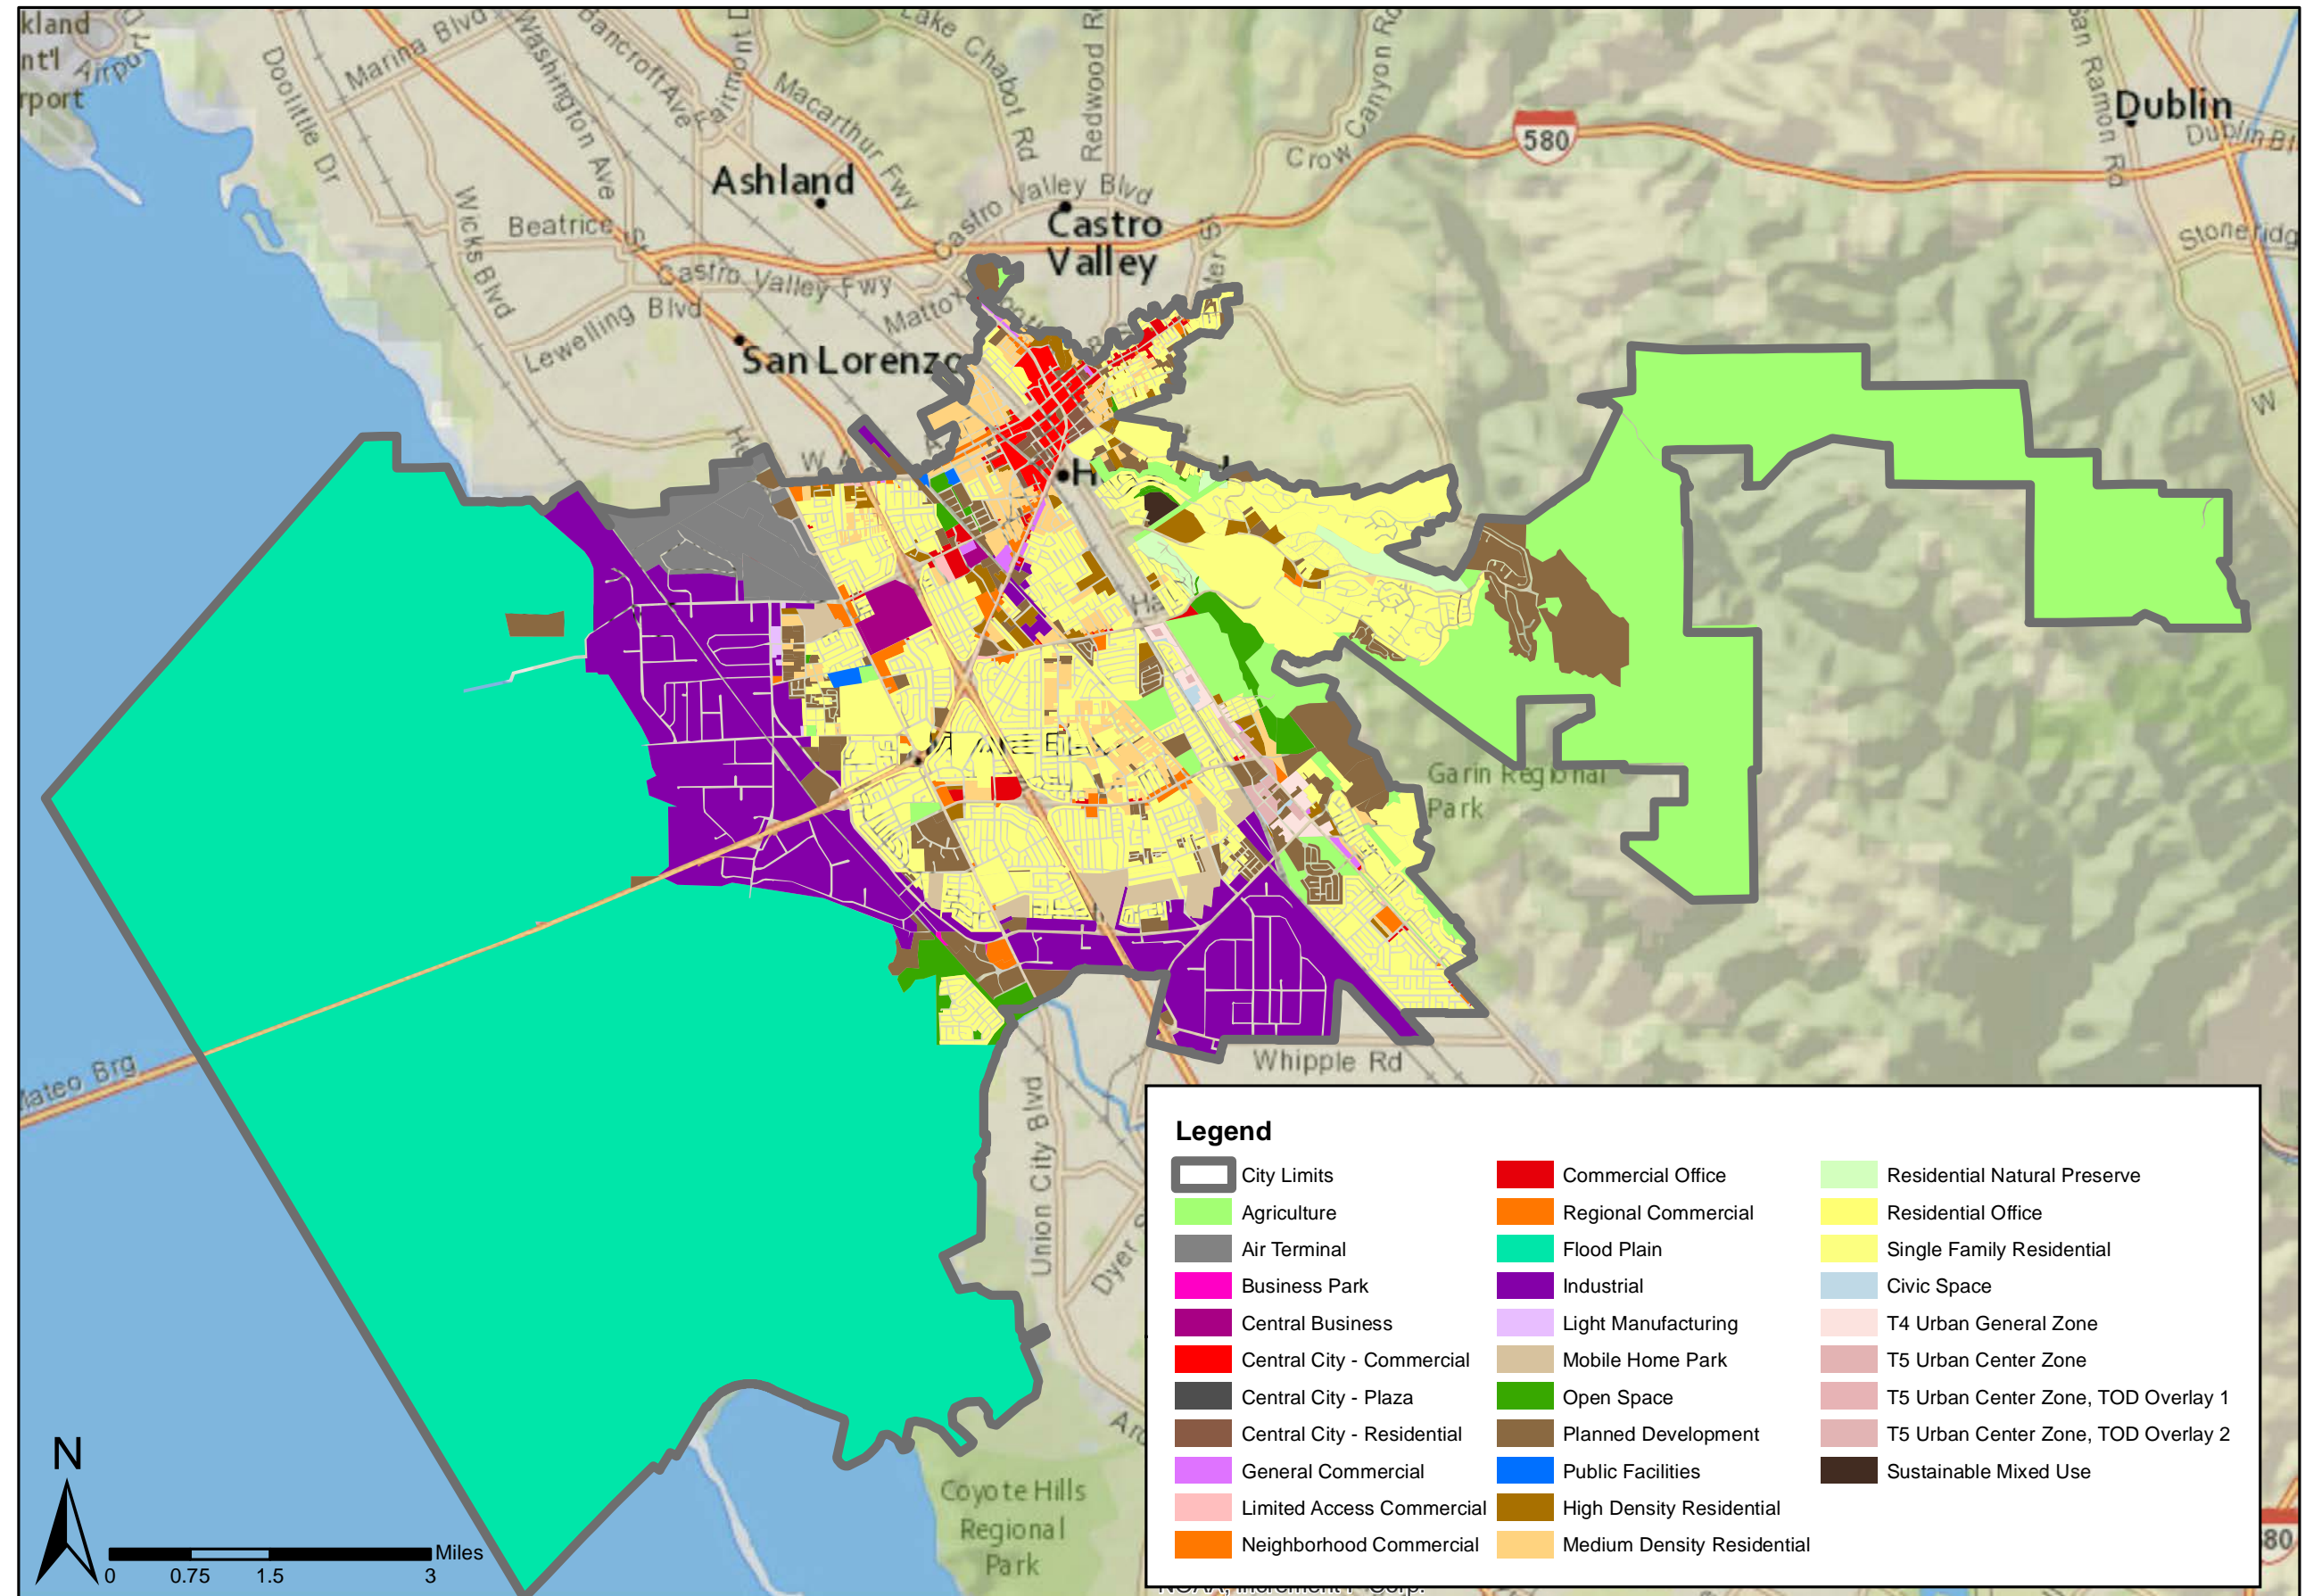 kland
nt'l
rport
Airport
Marina Blvd
Doolittle Dr
Washington Ave
Bancroft Ave
Fairmont
Macarthur Fwy
Lake Chabot Rd
Redwood R
Crow Canyon Rd
San Ramon Rd
Dublin
Dublin Bl
580
Stoneridg
Wicks Blvd
Ashland
Castro Valley Blvd
Castro
Valley
Beatrice St
Castro Valley Fwy
Lewelling Blvd
Mattox
San Lorenzo
W A
W
H
Ha
Garin Regional
Park
Mateo Brg
Whipple Rd
Union City Blvd
Dyer
Coyote Hills
Regional
Park
80
N
Miles
0 0.75 1.5 3
Legend
City Limits
Agriculture
Air Terminal
Business Park
Central Business
Central City - Commercial
Central City - Plaza
Central City - Residential
General Commercial
Limited Access Commercial
Neighborhood Commercial
Commercial Office
Regional Commercial
Flood Plain
Industrial
Light Manufacturing
Mobile Home Park
Open Space
Planned Development
Public Facilities
High Density Residential
Medium Density Residential
Residential Natural Preserve
Residential Office
Single Family Residential
Civic Space
T4 Urban General Zone
T5 Urban Center Zone
T5 Urban Center Zone, TOD Overlay 1
T5 Urban Center Zone, TOD Overlay 2
Sustainable Mixed Use
NOAA, Increment P Corp.